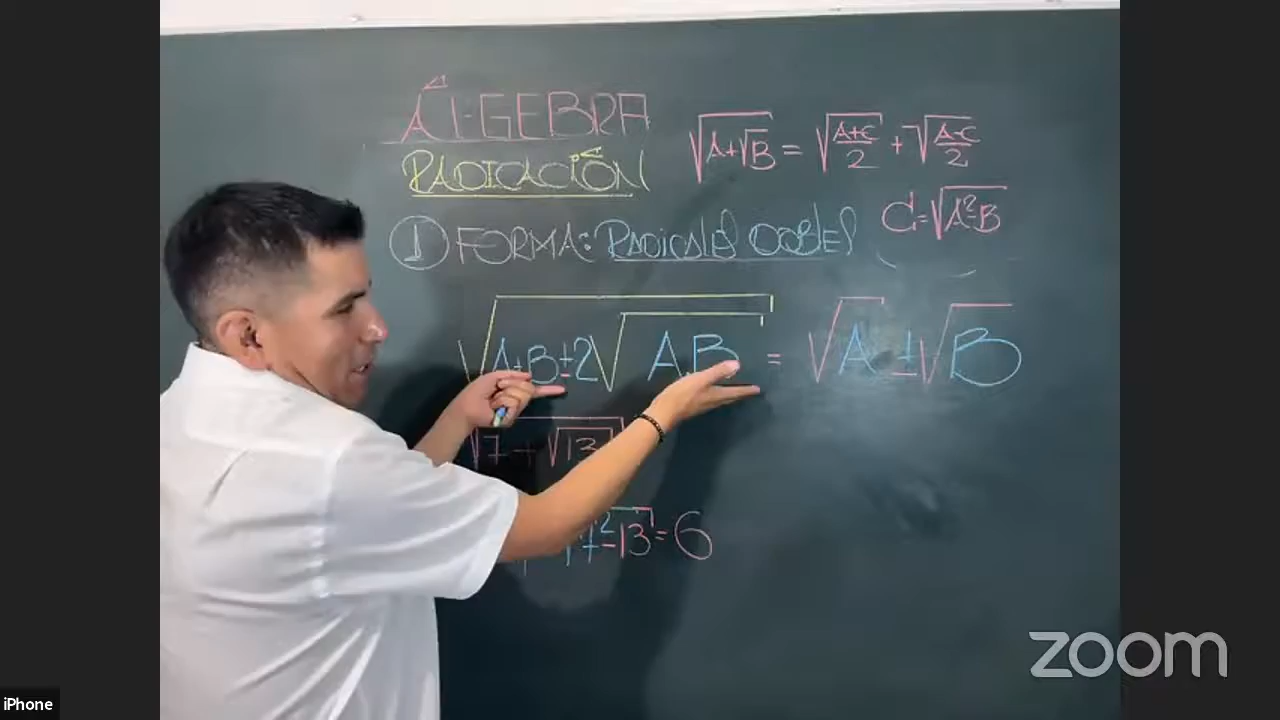 ÁLGEBRA
RADICACIÓN
√(A+√B) = √((A+C)/2) + √((A-C)/2)
C=√(A²-B)
① FORMA: RADICALES DOBLES
√(A+B±2√(AB)) = √A ± √B
√(7+√13)
7²-13=6
zoom
iPhone